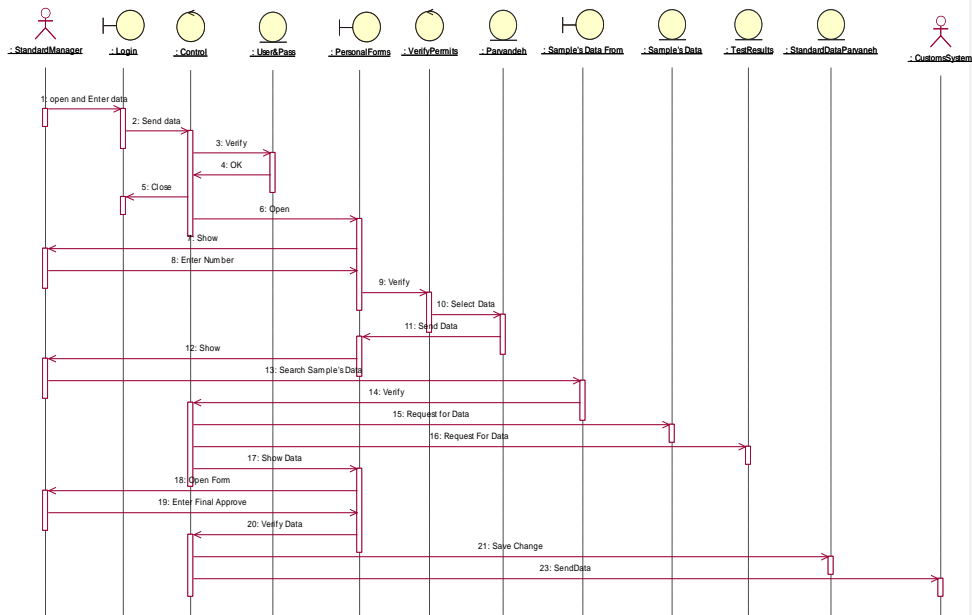 : StandardManager
: Login
: Control
: User&Pass
: PersonalForms
: VerifyPermits
: Parvandeh
: Sample's Data From
: Sample's Data
: TestResults
: StandardDataParvaneh
: CustomsSystem
1: open and Enter data
2: Send data
3: Verify
4: OK
5: Close
6: Open
7: Show
8: Enter Number
9: Verify
10: Select Data
11: Send Data
12: Show
13: Search Sample's Data
14: Verify
15: Request for Data
16: Request For Data
17: Show Data
18: Open Form
19: Enter Final Approve
20: Verify Data
21: Save Change
23: SendData